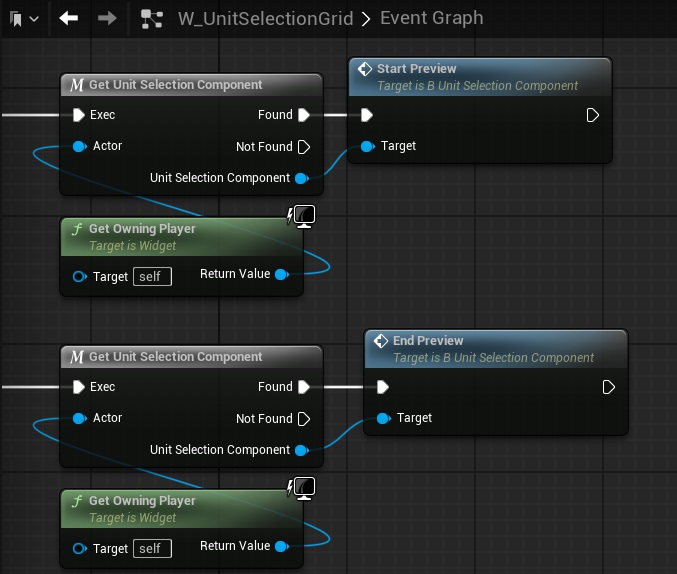 W_UnitSelectionGrid > Event Graph
Get Unit Selection Component
Exec Found
Actor Not Found
Unit Selection Component
Start Preview
Target is B Unit Selection Component
Target
Get Owning Player
Target is Widget
Target self Return Value
Get Unit Selection Component
Exec Found
Actor Not Found
Unit Selection Component
End Preview
Target is B Unit Selection Component
Target
Get Owning Player
Target is Widget
Target self Return Value